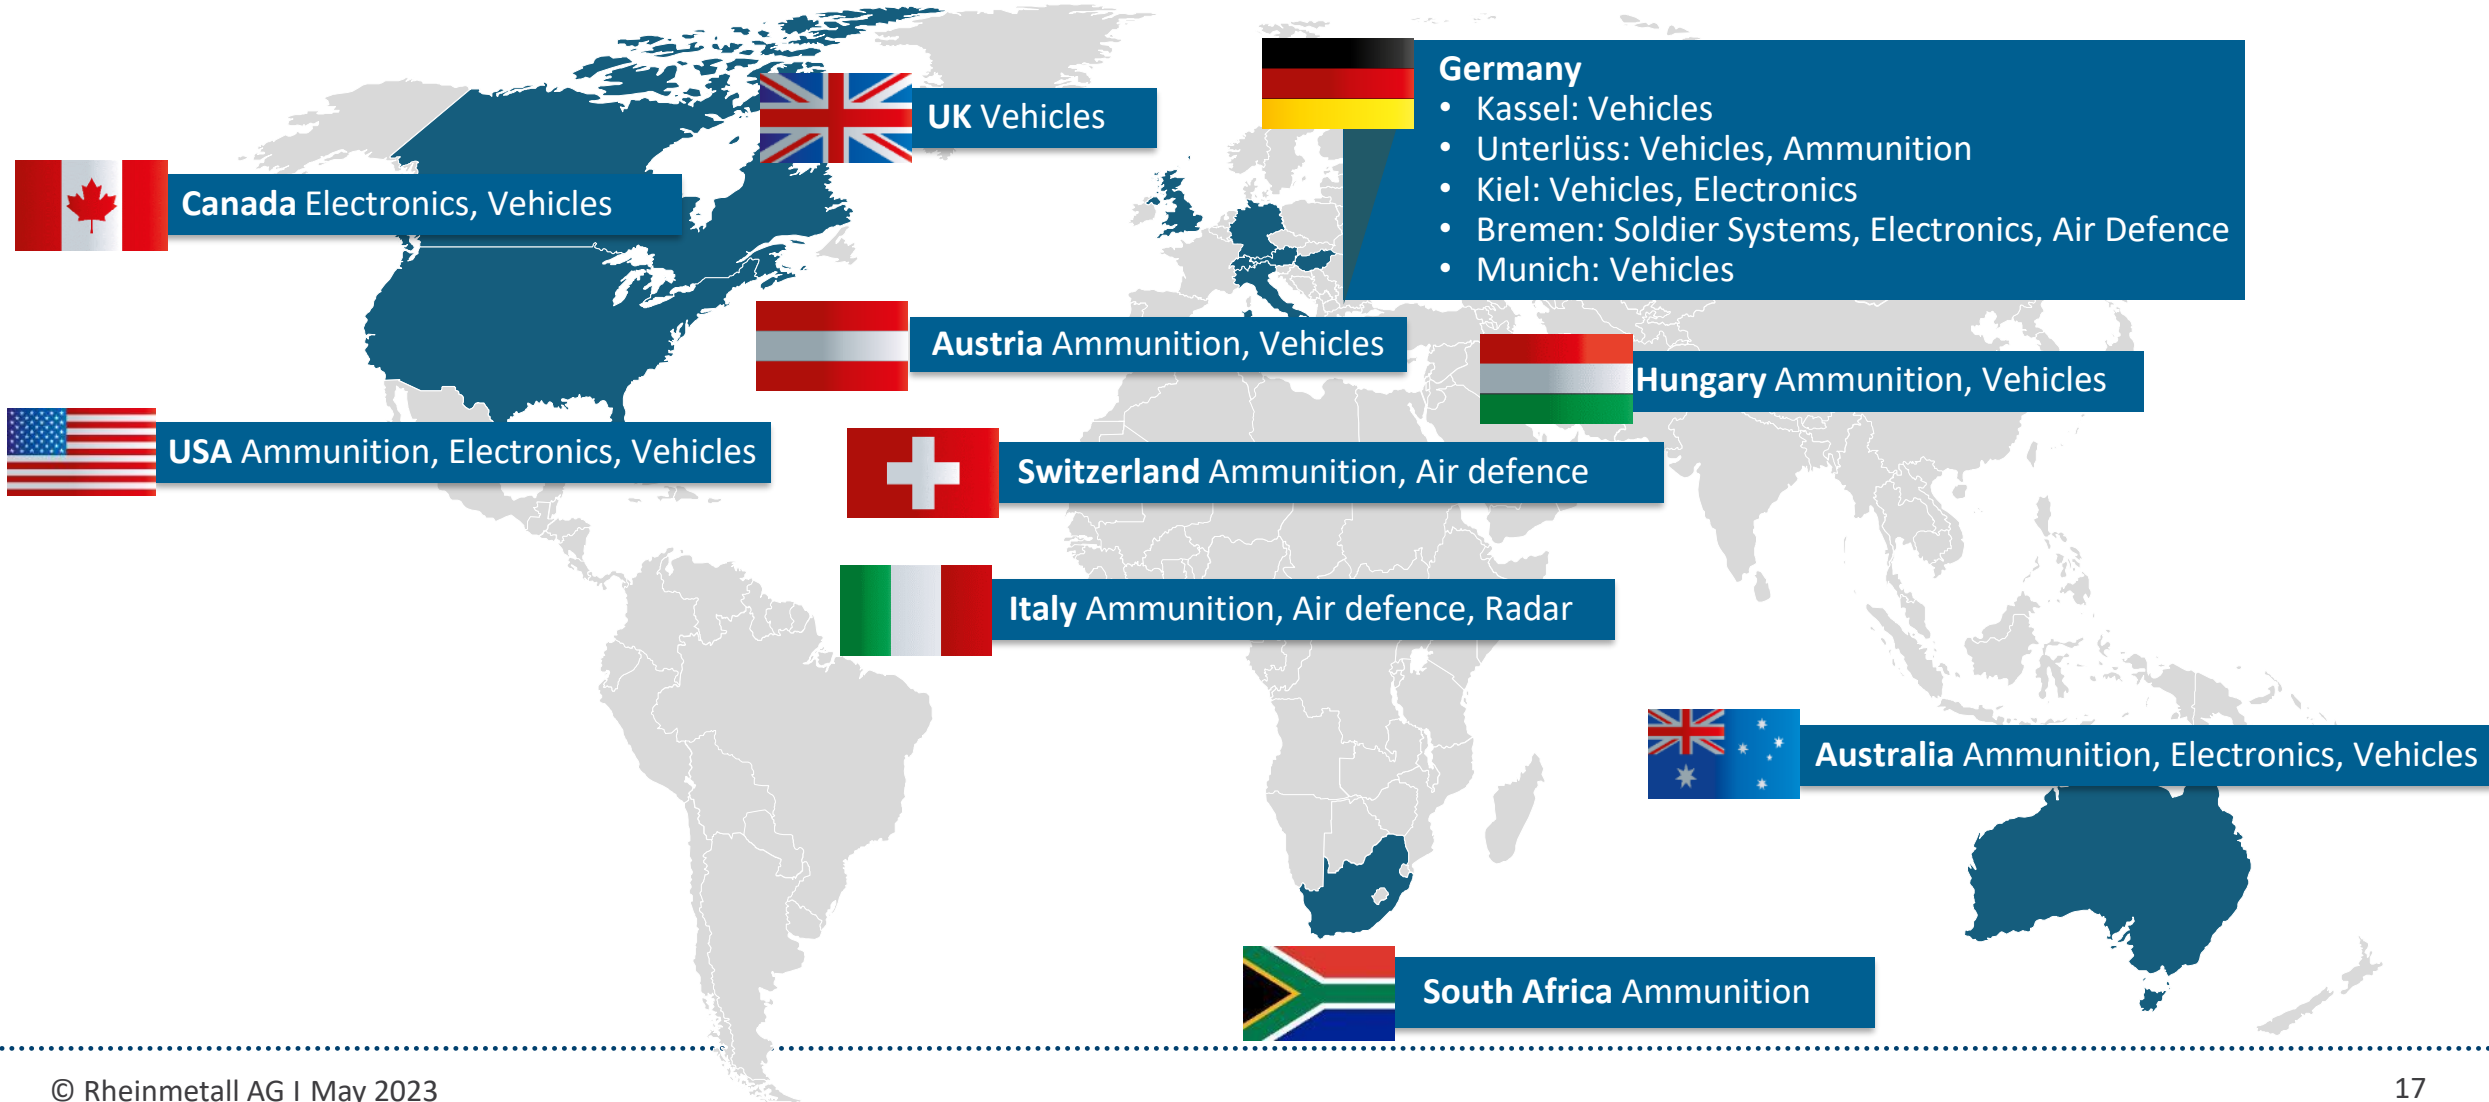 Germany
• Kassel: Vehicles
• Unterlüss: Vehicles, Ammunition
• Kiel: Vehicles, Electronics
• Bremen: Soldier Systems, Electronics, Air Defence
• Munich: Vehicles
UK Vehicles
Canada Electronics, Vehicles
Austria Ammunition, Vehicles
Hungary Ammunition, Vehicles
USA Ammunition, Electronics, Vehicles
Switzerland Ammunition, Air defence
Italy Ammunition, Air defence, Radar
Australia Ammunition, Electronics, Vehicles
South Africa Ammunition
© Rheinmetall AG I May 2023
17